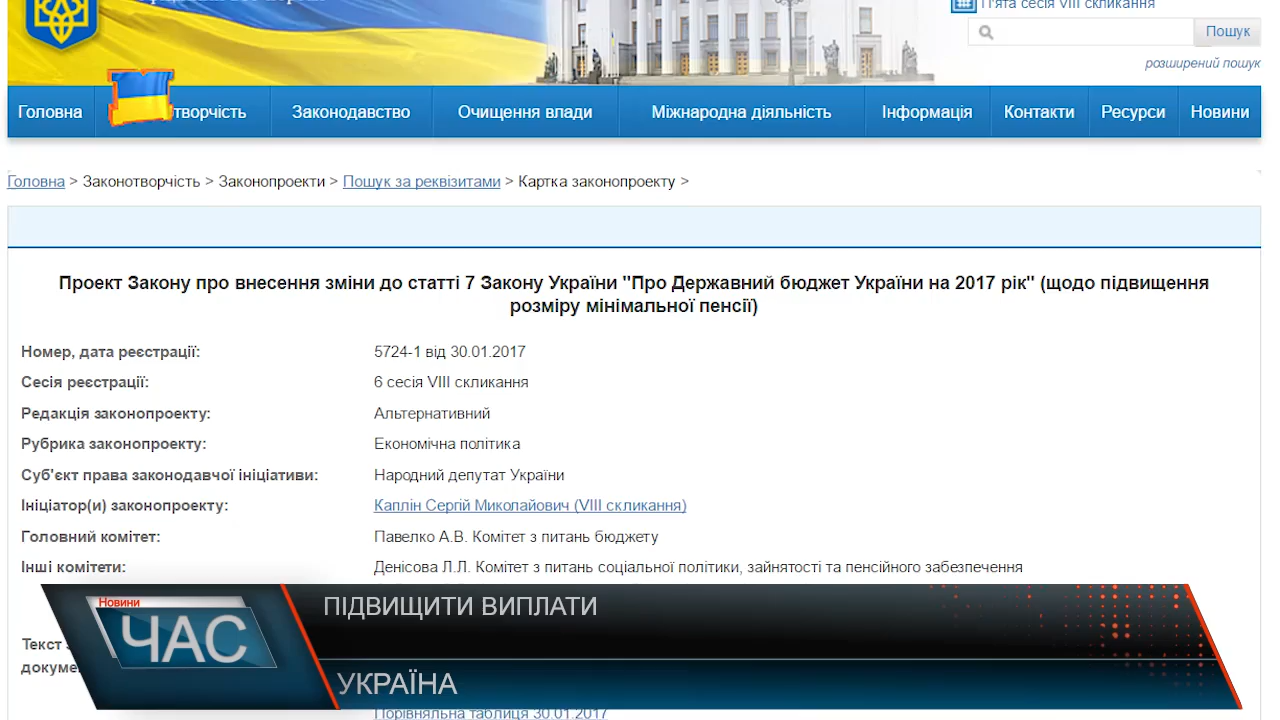 П'ята сесія VIII скликання
Пошук
розширений пошук
Головна
творчість
Законодавство
Очищення влади
Міжнародна діяльність
Інформація
Контакти
Ресурси
Новини
Головна > Законотворчість > Законопроекти > Пошук за реквізитами > Картка законопроекту >
Проект Закону про внесення зміни до статті 7 Закону України "Про Державний бюджет України на 2017 рік" (щодо підвищення
розміру мінімальної пенсії)
Номер, дата реєстрації: 5724-1 від 30.01.2017
Сесія реєстрації: 6 сесія VIII скликання
Редакція законопроекту: Альтернативний
Рубрика законопроекту: Економічна політика
Суб'єкт права законодавчої ініціативи: Народний депутат України
Ініціатор(и) законопроекту: Каплін Сергій Миколайович (VIII скликання)
Головний комітет: Павелко А.В. Комітет з питань бюджету
Інші комітети: Денісова Л.Л. Комітет з питань соціальної політики, зайнятості та пенсійного забезпечення
Новини
ЧАС
ПІДВИЩИТИ ВИПЛАТИ
Текст
УКРАЇНА
Порівняльна таблиця 30.01.2017